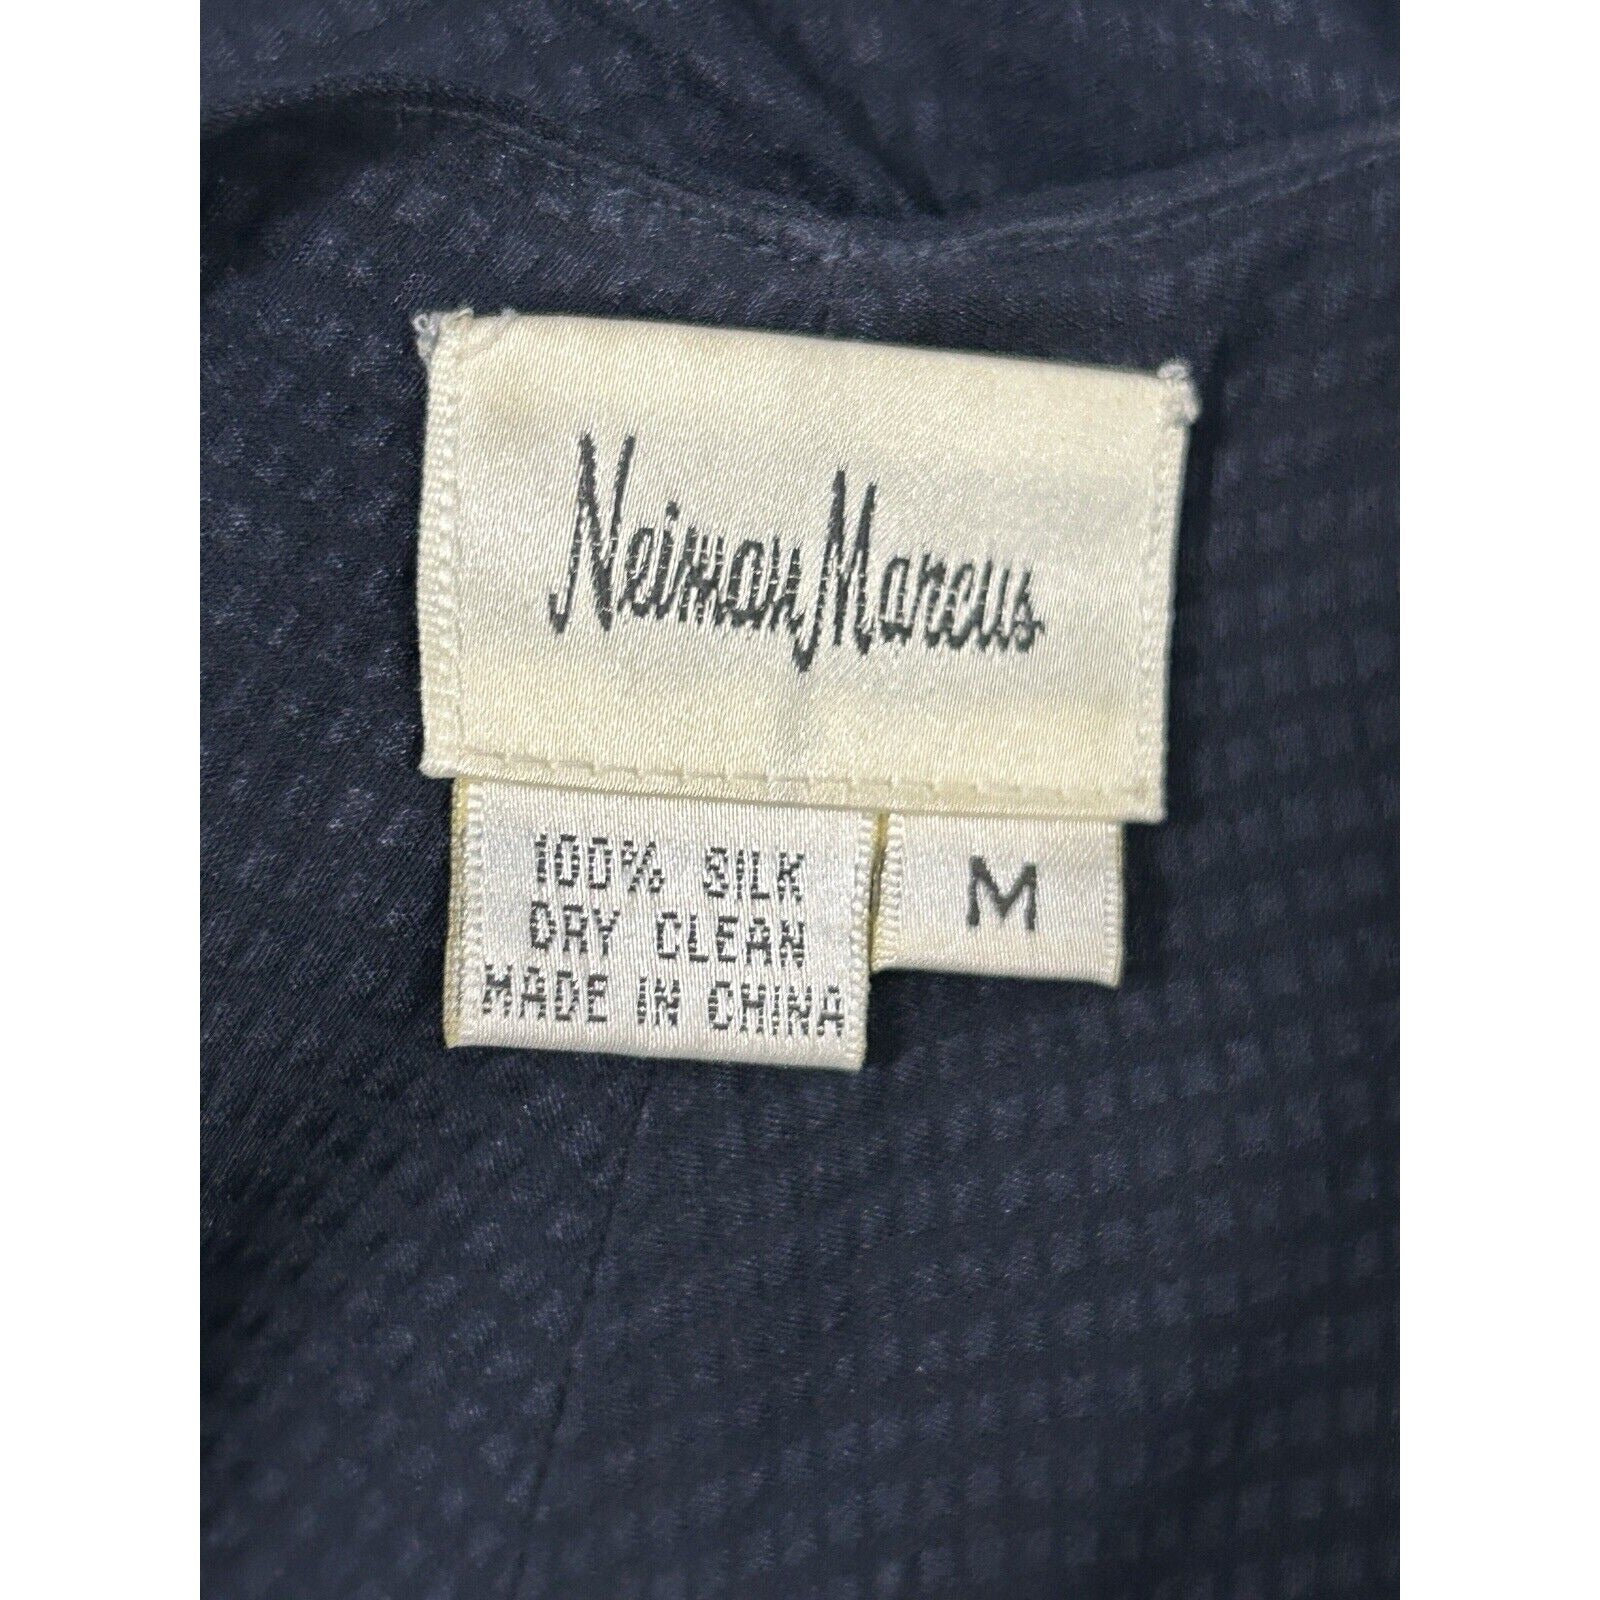 Neiman Marcus
100% SILK
DRY CLEAN
MADE IN CHINA
M